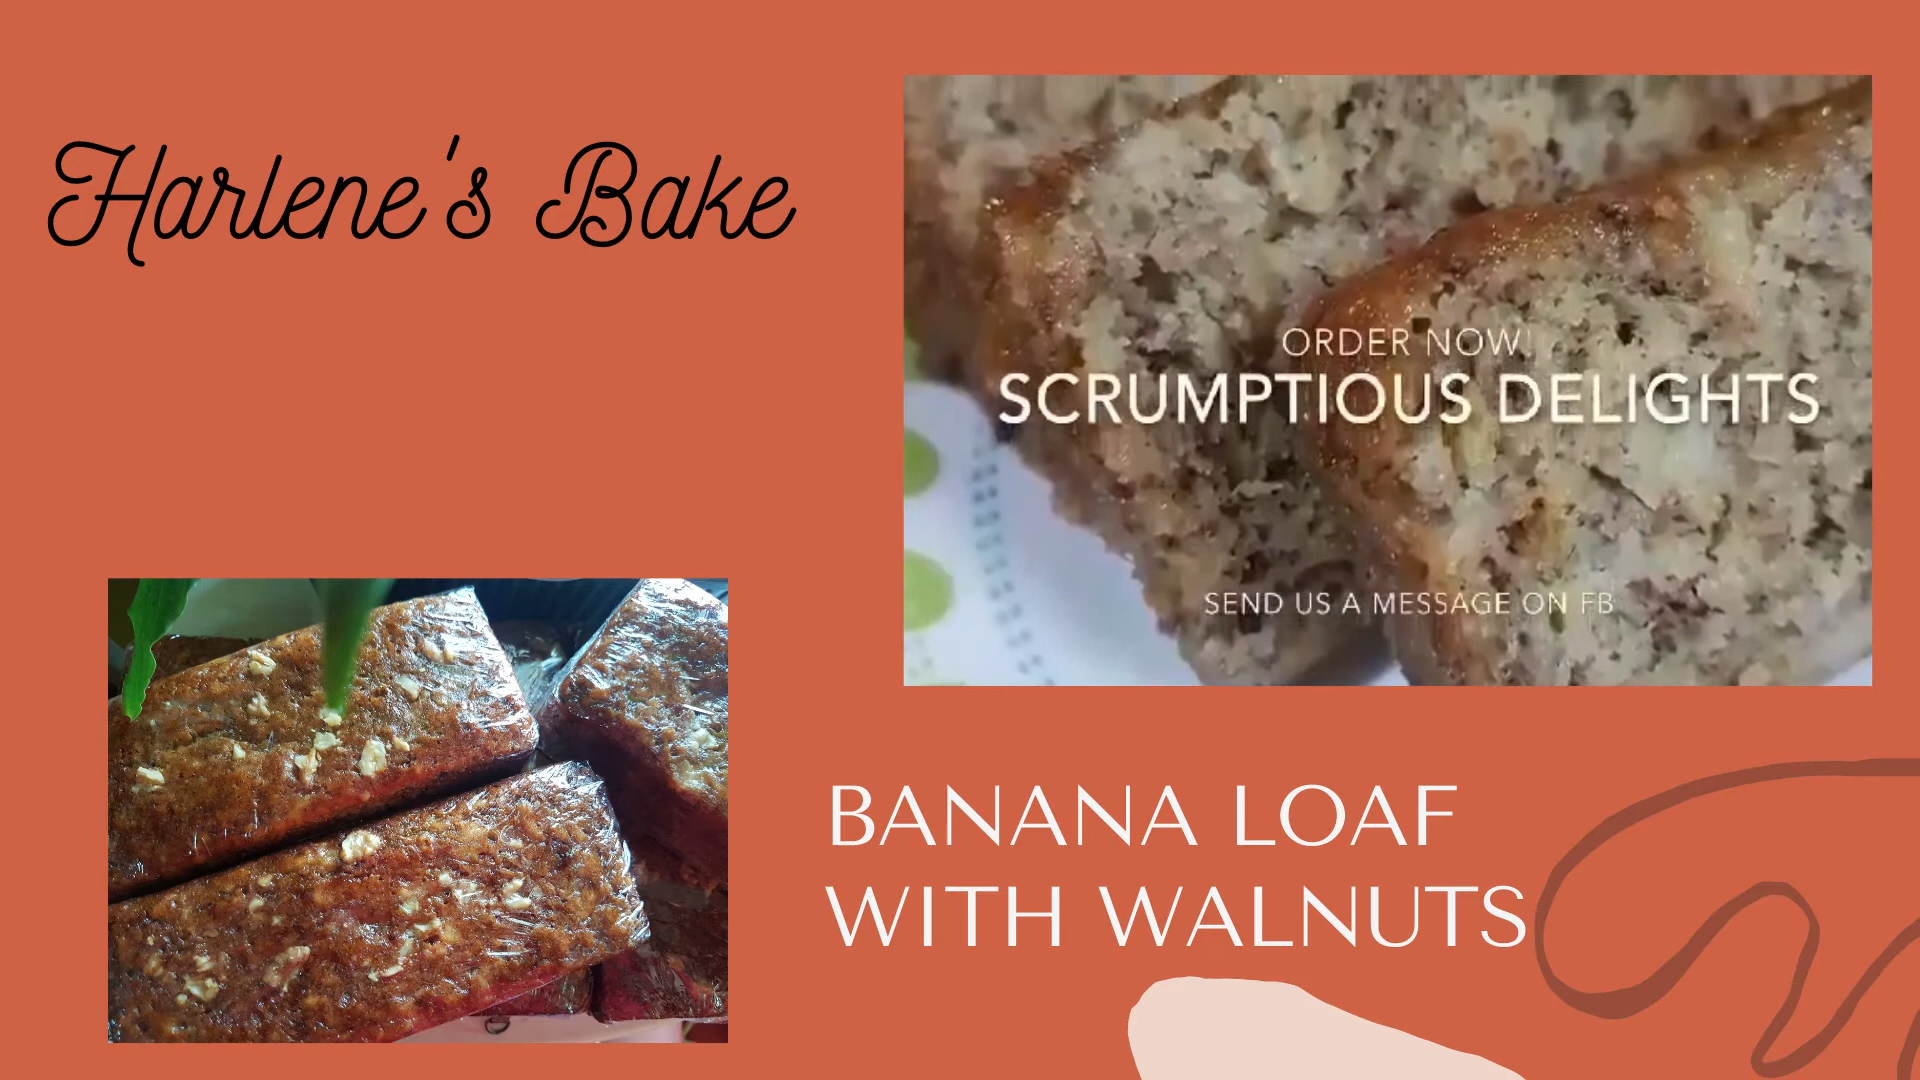 Harlene's Bake
ORDER NOW!
SCRUMPTIOUS DELIGHTS
SEND US A MESSAGE ON FB
BANANA LOAF
WITH WALNUTS